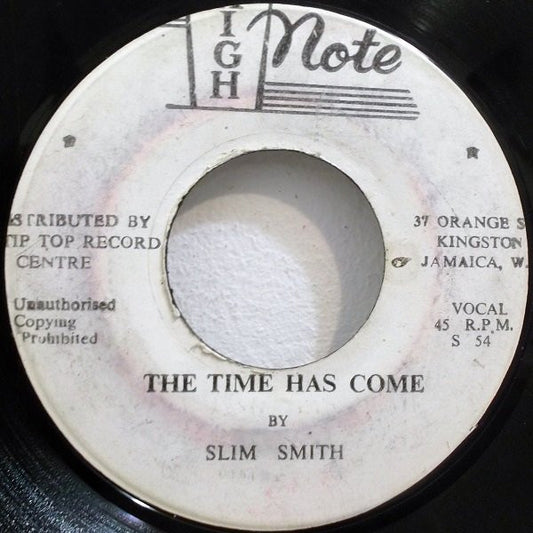 IGH Note
STRIBUTED BY
TIP TOP RECORD
CENTRE
Unauthorised
Copying
Prohibited
37 ORANGE S
KINGSTON
JAMAICA, W.
VOCAL
45 R.P.M.
S 54
THE TIME HAS COME
BY
SLIM SMITH